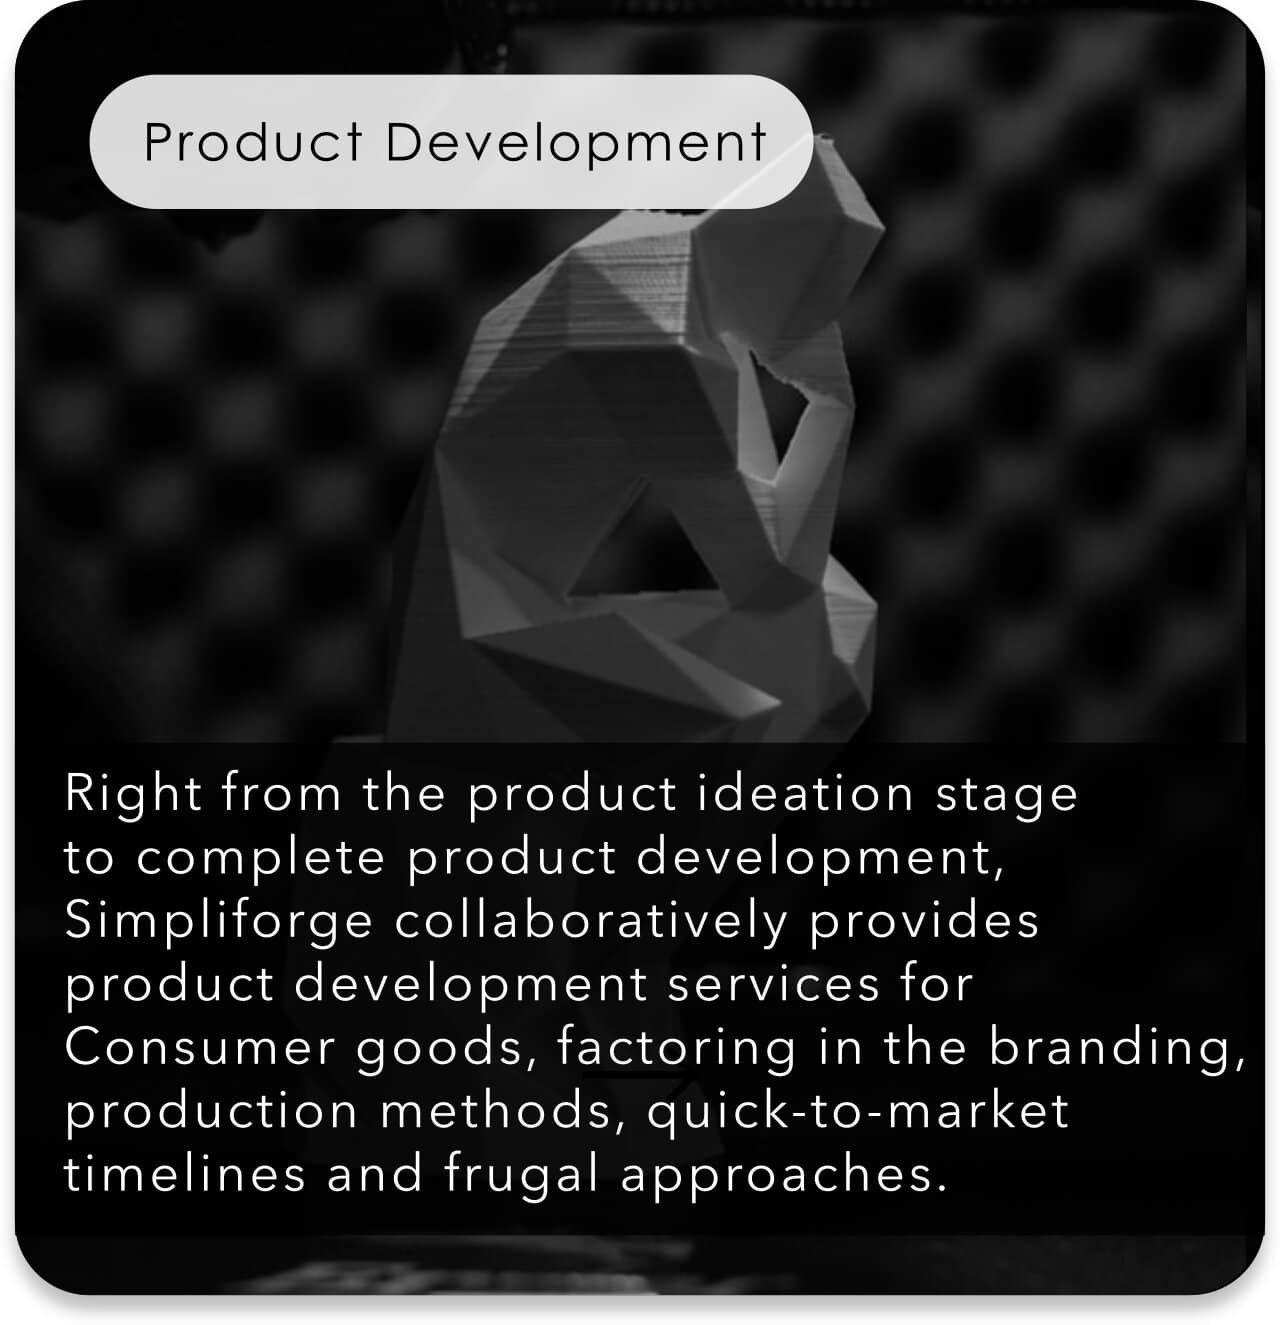 Product Development
Right from the product ideation stage
to complete product development,
Simpliforge collaboratively provides
product development services for
Consumer goods, factoring in the branding,
production methods, quick-to-market
timelines and frugal approaches.